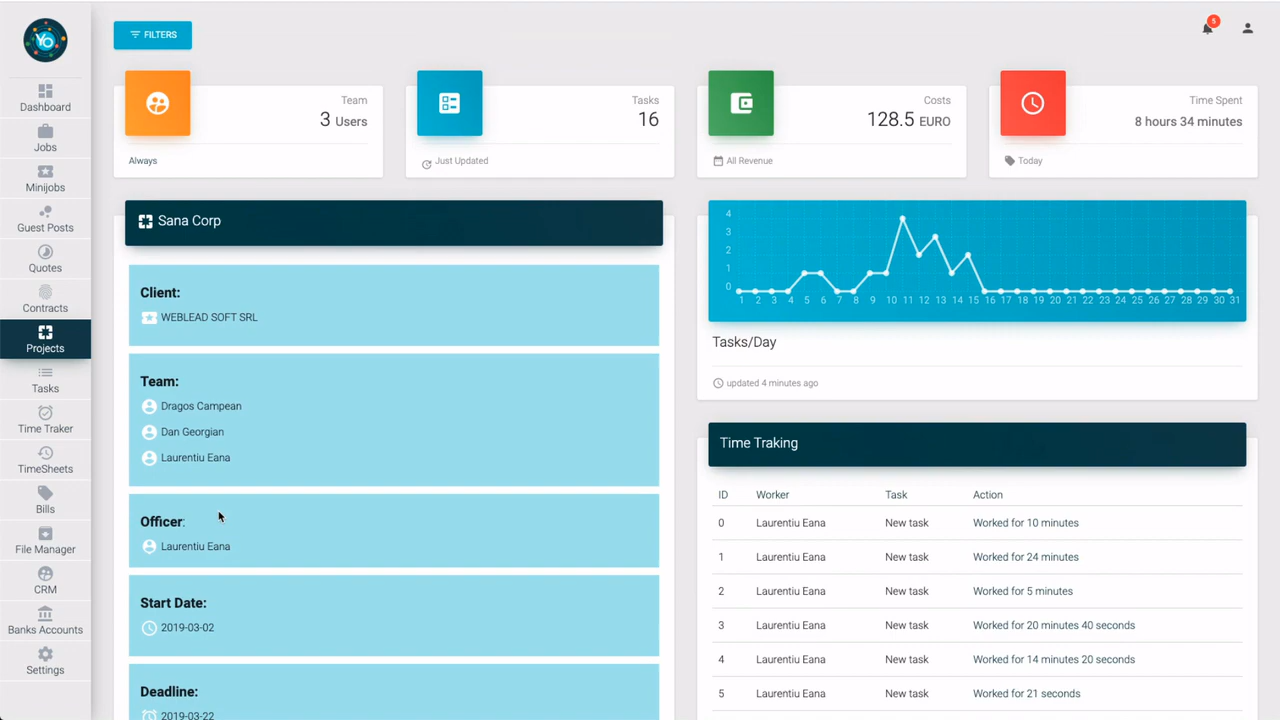 YO
FILTERS
5
Dashboard
Jobs
Minijobs
Guest Posts
Quotes
Contracts
Projects
Tasks
Time Traker
TimeSheets
Bills
File Manager
CRM
Banks Accounts
Settings
Team
3 Users
Always
Tasks
16
Just Updated
Costs
128.5 EURO
All Revenue
Time Spent
8 hours 34 minutes
Today
Sana Corp
Client:
WEBLEAD SOFT SRL
Team:
Dragos Campean
Dan Georgian
Laurentiu Eana
Officer:
Laurentiu Eana
Start Date:
2019-03-02
Deadline:
2019-03-22
4
3
2
1
0
1 2 3 4 5 6 7 8 9 10 11 12 13 14 15 16 17 18 19 20 21 22 23 24 25 26 27 28 29 30 31
Tasks/Day
updated 4 minutes ago
Time Traking
ID Worker Task Action
0 Laurentiu Eana New task Worked for 10 minutes
1 Laurentiu Eana New task Worked for 24 minutes
2 Laurentiu Eana New task Worked for 5 minutes
3 Laurentiu Eana New task Worked for 20 minutes 40 seconds
4 Laurentiu Eana New task Worked for 14 minutes 20 seconds
5 Laurentiu Eana New task Worked for 21 seconds